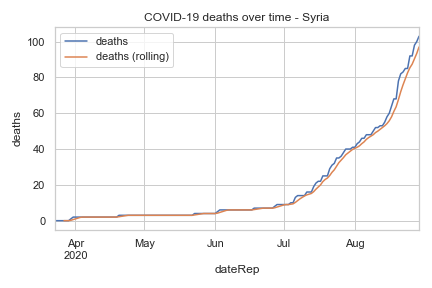 COVID-19 deaths over time - Syria
deaths
deaths (rolling)
100
80
60
40
20
0
deaths
Apr May Jun Jul Aug
2020
dateRep